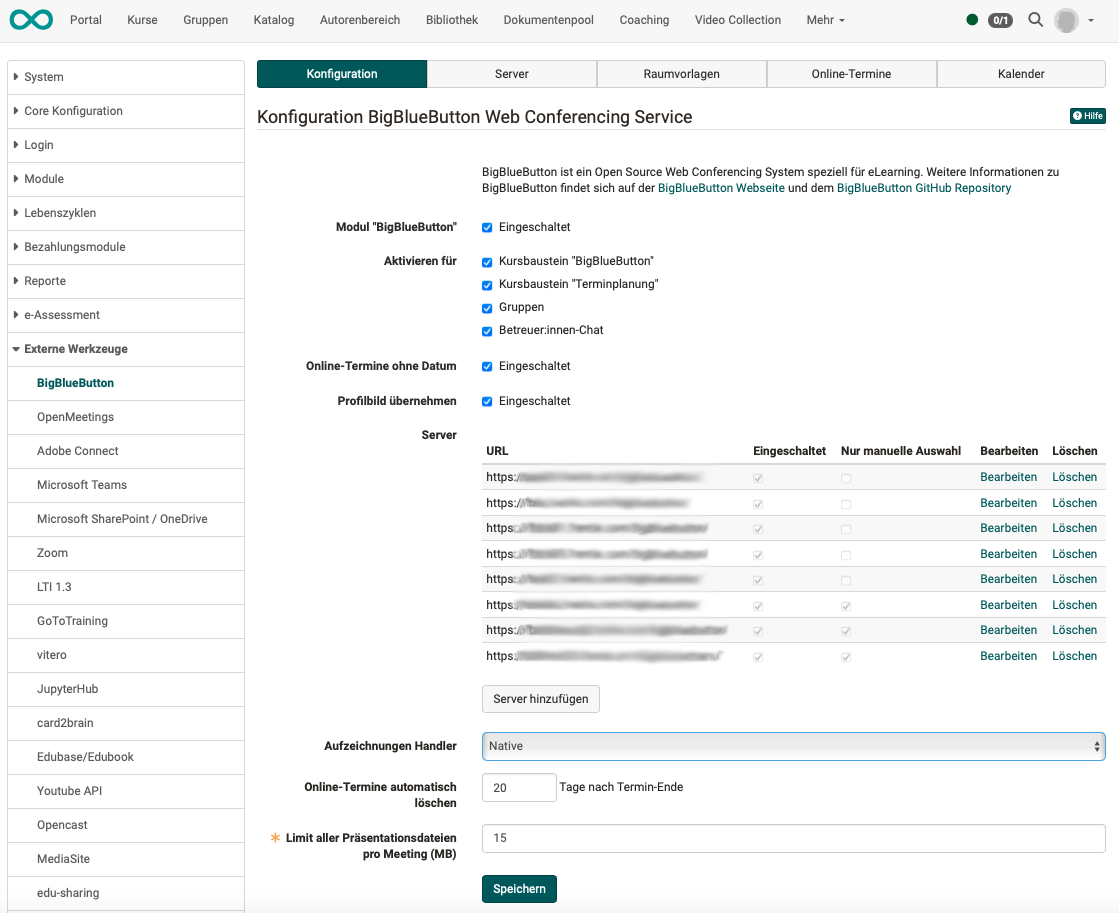 Portal Kurse Gruppen Katalog Autorenbereich Bibliothek Dokumentenpool Coaching Video Collection Mehr 0/1
System
Core Konfiguration
Login
Module
Lebenszyklen
Bezahlungsmodule
Reporte
e-Assessment
Externe Werkzeuge
BigBlueButton
OpenMeetings
Adobe Connect
Microsoft Teams
Microsoft SharePoint / OneDrive
Zoom
LTI 1.3
GoToTraining
vitero
JupyterHub
card2brain
Edubase/Edubook
Youtube API
Opencast
MediaSite
edu-sharing
Konfiguration Server Raumvorlagen Online-Termine Kalender
Konfiguration BigBlueButton Web Conferencing Service
Hilfe
BigBlueButton ist ein Open Source Web Conferencing System speziell für eLearning. Weitere Informationen zu
BigBlueButton findet sich auf der BigBlueButton Webseite und dem BigBlueButton GitHub Repository
Modul "BigBlueButton" Eingeschaltet
Aktivieren für Kursbaustein "BigBlueButton"
Kursbaustein "Terminplanung"
Gruppen
Betreuer:innen-Chat
Online-Termine ohne Datum Eingeschaltet
Profilbild übernehmen Eingeschaltet
Server
URL Eingeschaltet Nur manuelle Auswahl Bearbeiten Löschen
https:/ Bearbeiten Löschen
https:/ Bearbeiten Löschen
https: Bearbeiten Löschen
https: Bearbeiten Löschen
https: Bearbeiten Löschen
https: Bearbeiten Löschen
https:/ Bearbeiten Löschen
https: Bearbeiten Löschen
Server hinzufügen
Aufzeichnungen Handler Native
Online-Termine automatisch
löschen
20 Tage nach Termin-Ende
Limit aller Präsentationsdateien
pro Meeting (MB)
15
Speichern